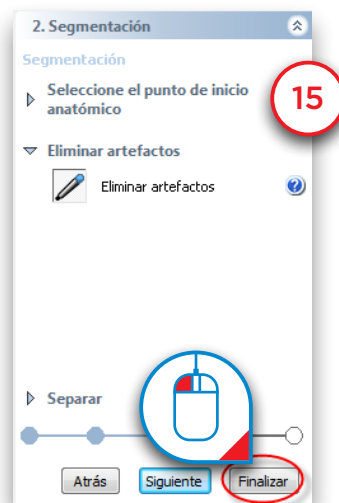 2. Segmentación
Segmentación
Seleccione el punto de inicio
anatómico
15
Eliminar artefactos
Eliminar artefactos
Separar
Atrás
Siguiente
Finalizar